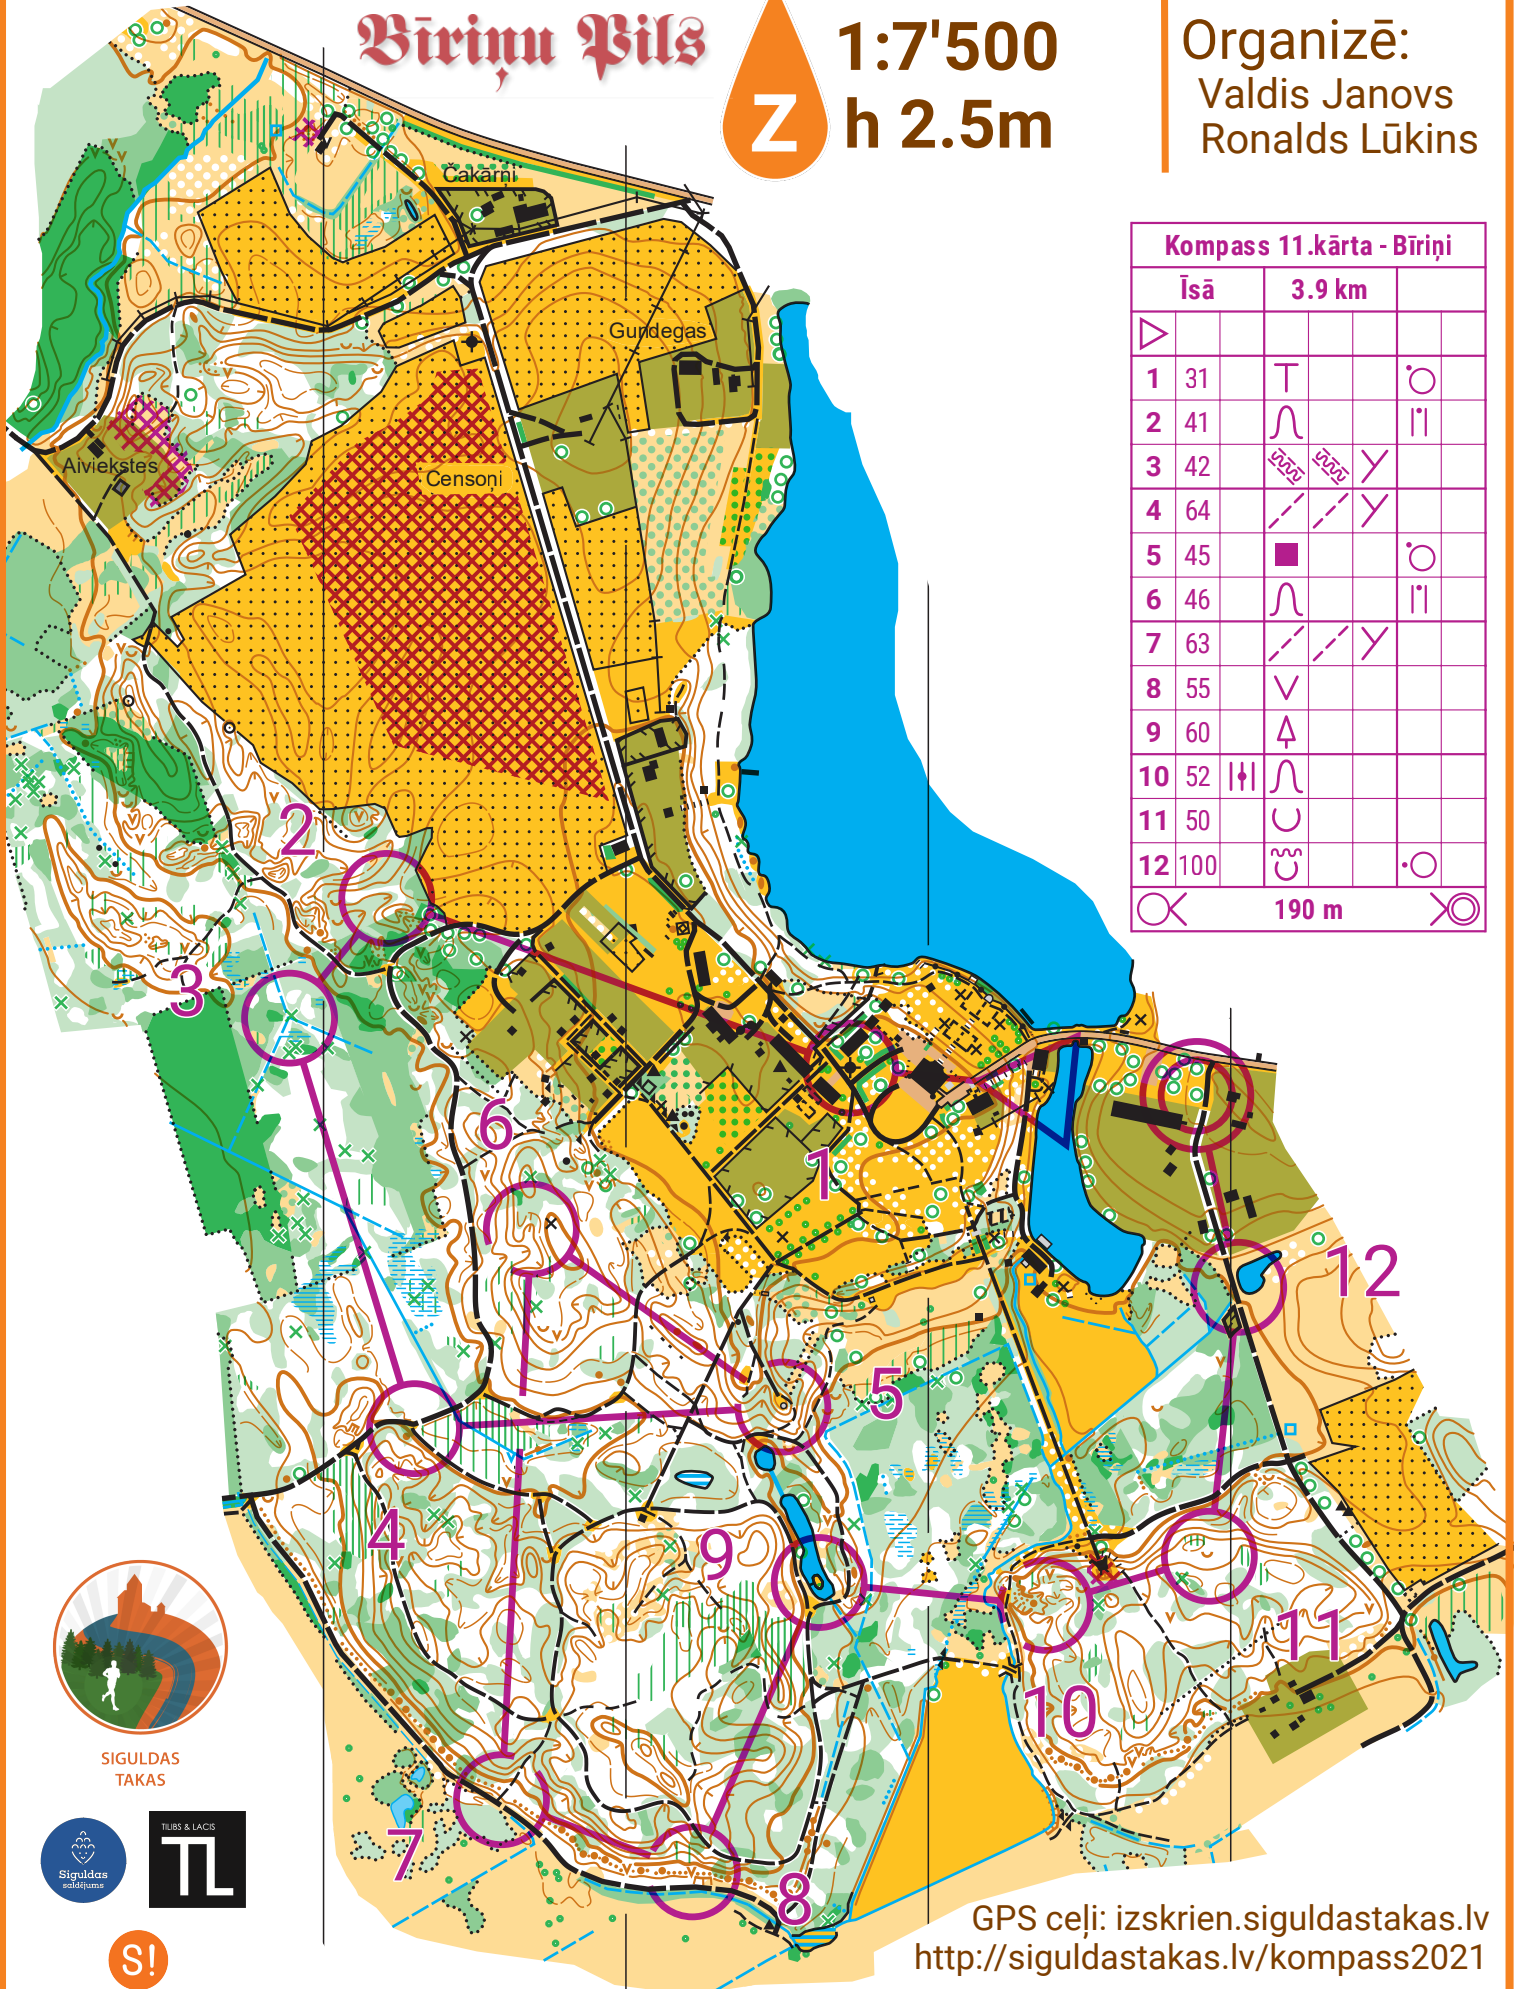 Bīriņu Pils
Z
1:7'500
h 2.5m
Organizē:
Valdis Janovs
Ronalds Lūkins
Kompass 11.kārta - Bīriņi
Īsā 3.9 km
1 31
2 41
3 42
4 64
5 45
6 46
7 63
8 55
9 60
10 52
11 50
12 100
190 m
Čakārņi
Gundegas
Aiviekstes
Censoņi
2
3
6
1
12
5
4
9
11
10
7
8
SIGULDAS
TAKAS
Siguldas
saldējums
TILIBS & LACIS
TL
S!
GPS ceļi: izskrien.siguldastakas.lv
http://siguldastakas.lv/kompass2021